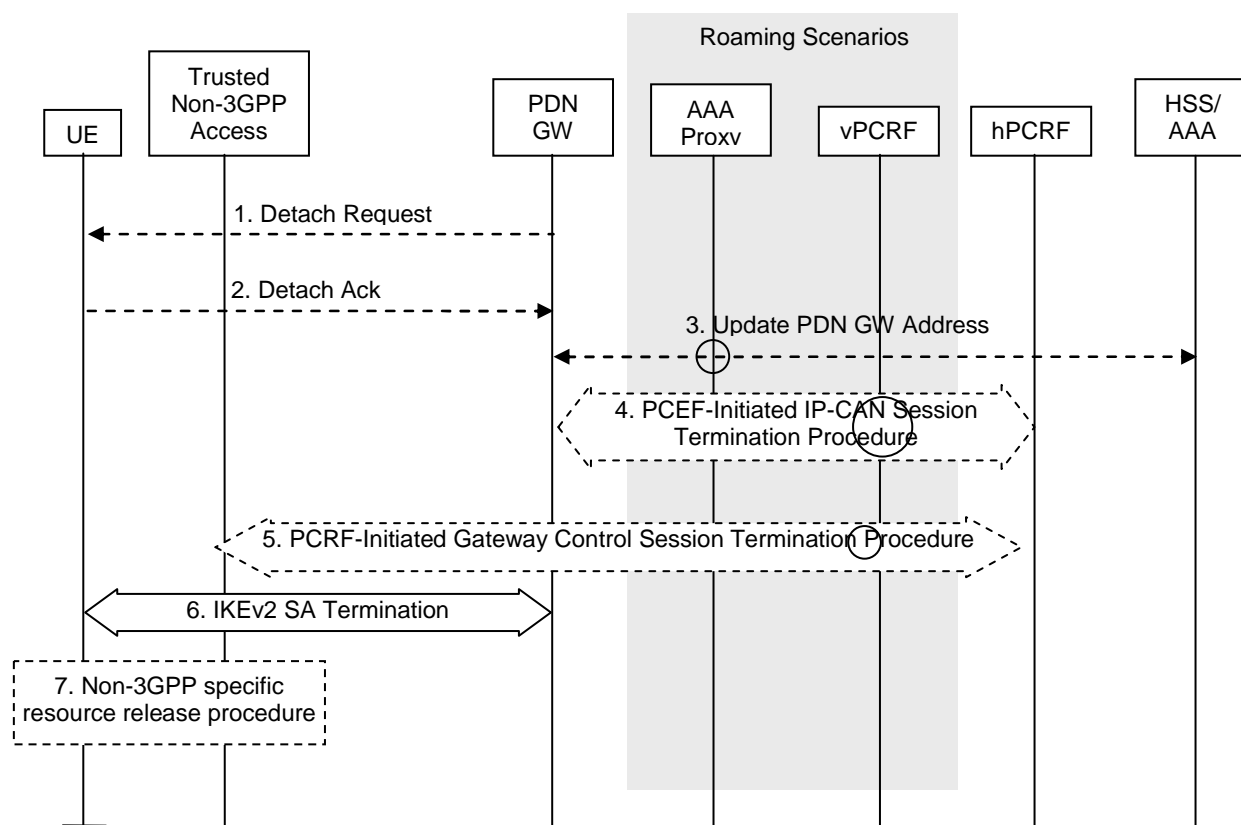 Roaming Scenarios
UE
Trusted
Non-3GPP
Access
PDN
GW
AAA
Proxy
vPCRF
hPCRF
HSS/
AAA
1. Detach Request
2. Detach Ack
3. Update PDN GW Address
4. PCEF-Initiated IP-CAN Session
Termination Procedure
5. PCRF-Initiated Gateway Control Session Termination Procedure
6. IKEv2 SA Termination
7. Non-3GPP specific
resource release procedure